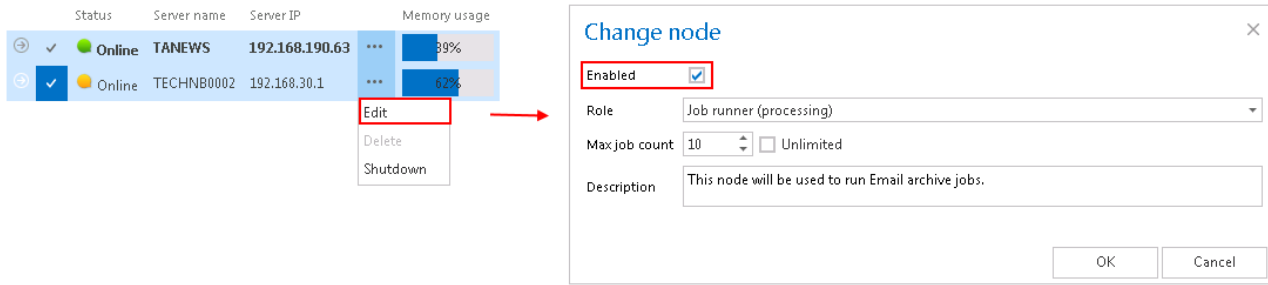 Status Server name Server IP Memory usage
Online TANEWS 192.168.190.63 ••• 39%
Online TECHNB0002 192.168.30.1 ••• 62%
Edit
Delete
Shutdown
Change node
Enabled
Role Job runner (processing)
Max job count 10 Unlimited
Description This node will be used to run Email archive jobs.
OK Cancel